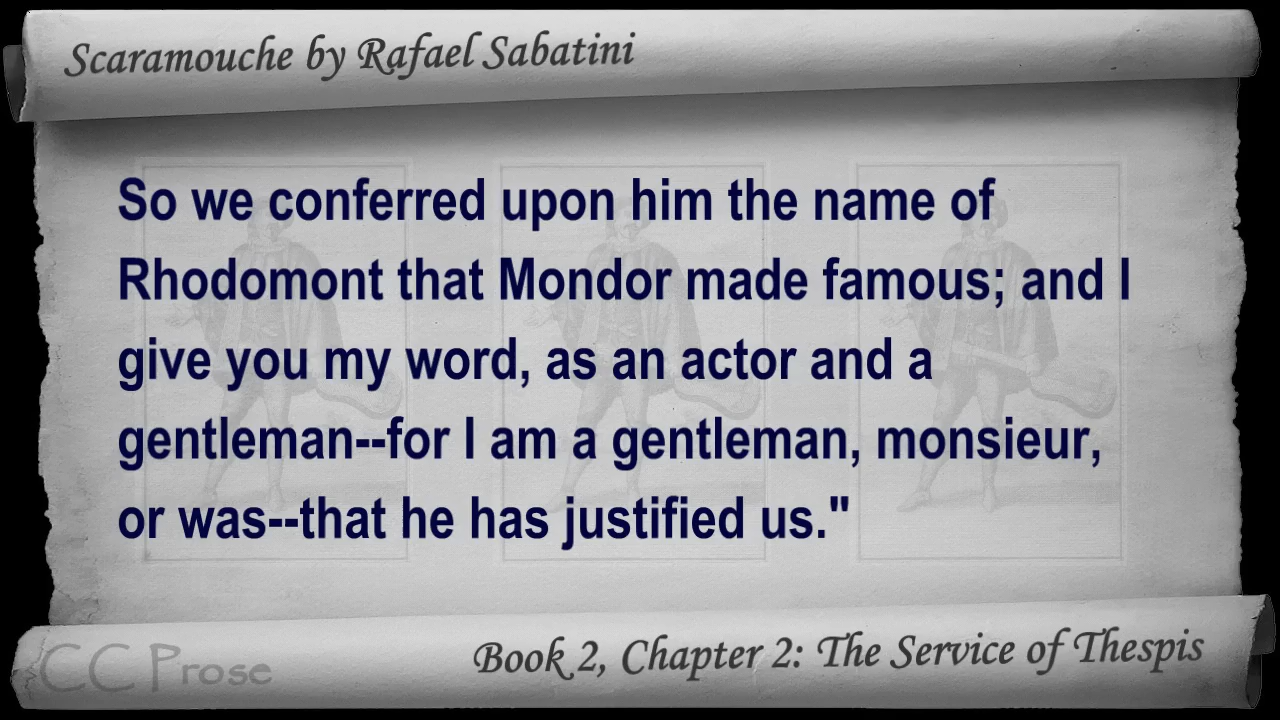 Scaramouche by Rafael Sabatini
So we conferred upon him the name of
Rhodomont that Mondor made famous; and I
give you my word, as an actor and a
gentleman--for I am a gentleman, monsieur,
or was--that he has justified us."
CC Prose
Book 2, Chapter 2: The Service of Thespis